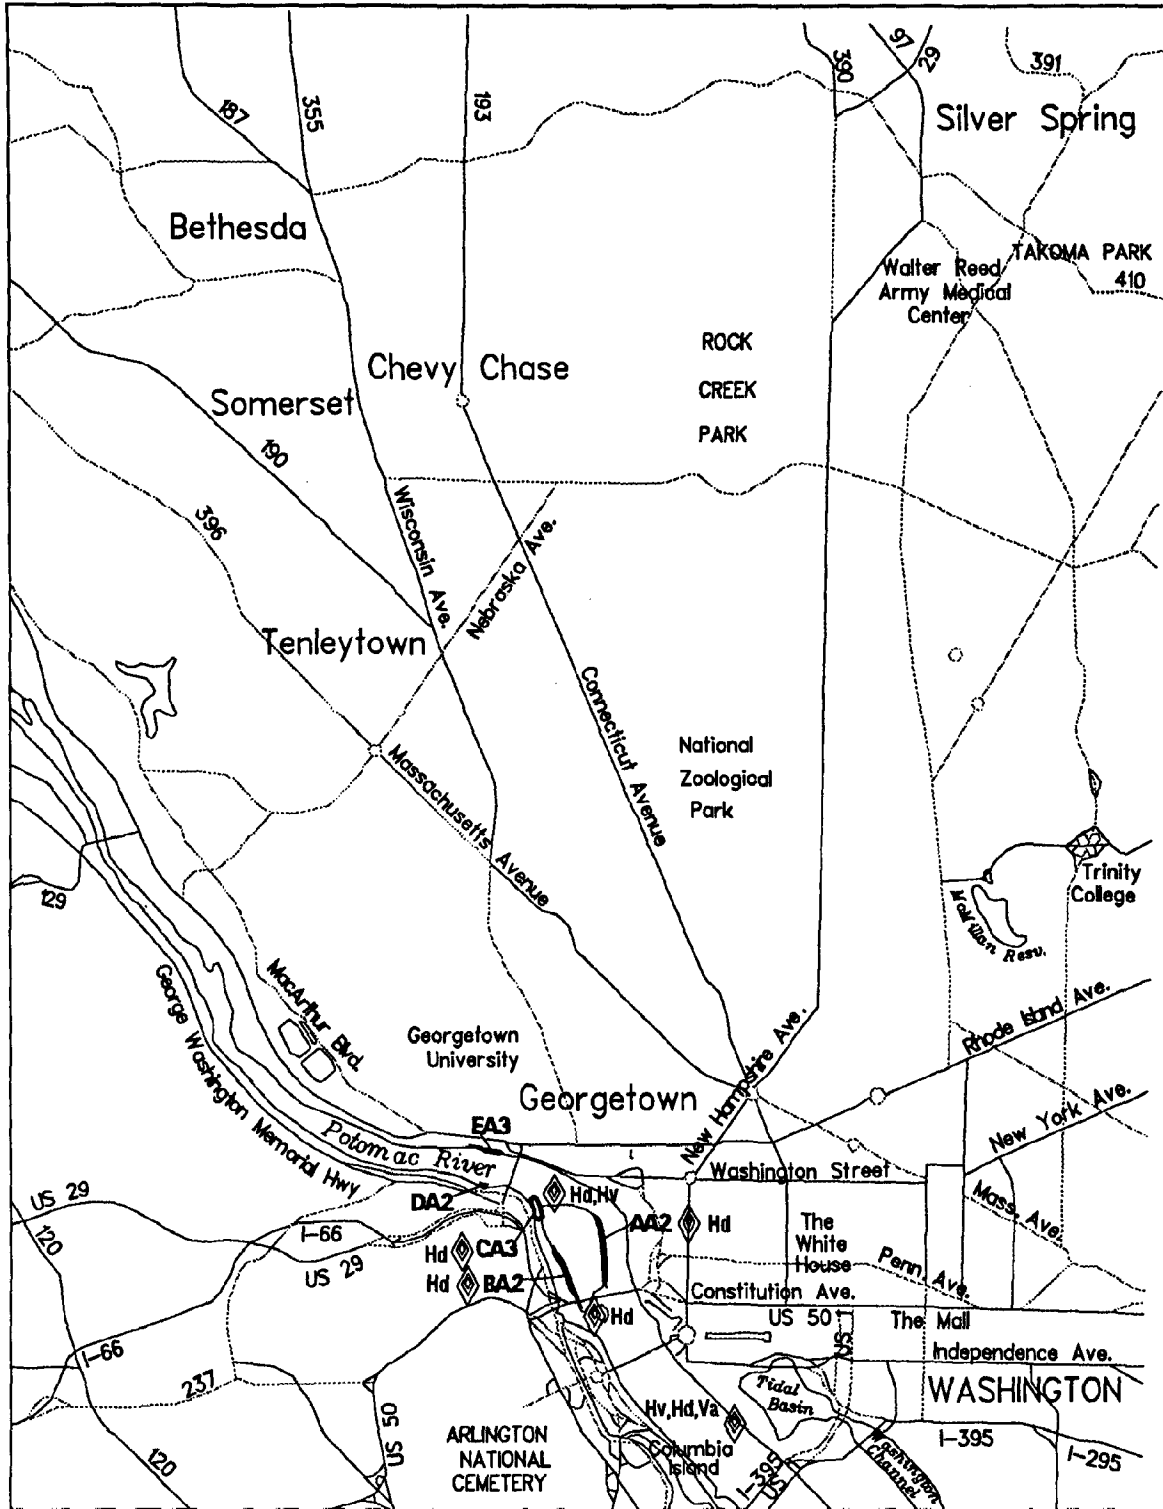 187
355
193
390
97
29
391
Silver Spring
Bethesda
TAKOMA PARK
410
Walter Reed
Army Medical
Center
ROCK
CREEK
PARK
Chevy Chase
Somerset
190
396
Wisconsin Ave.
Nebraska Ave.
Tenleytown
Connecticut Avenue
National
Zoological
Park
Massachusetts Avenue
129
Trinity
College
McMillan Resv.
George Washington Memorial Hwy
MacArthur Blvd.
Georgetown
University
Georgetown
New Hampshire Ave.
Rhode Island Ave.
New York Ave.
EA3
Potomac River
Washington Street
Mass. Ave.
US 29
DA2
Hd,Hv
AA2
Hd
The
White
House
Penn. Ave.
120
I-66
US 29
Hd
CA3
Hd
BA2
Constitution Ave.
Hd
US 50
US 1
The Mall
I-66
Independence Ave.
237
Tidal
Basin
WASHINGTON
US 50
Hv,Hd,Va
ARLINGTON
NATIONAL
CEMETERY
Columbia
Island
I-395
US 1
Washington
Channel
I-395
I-295
120